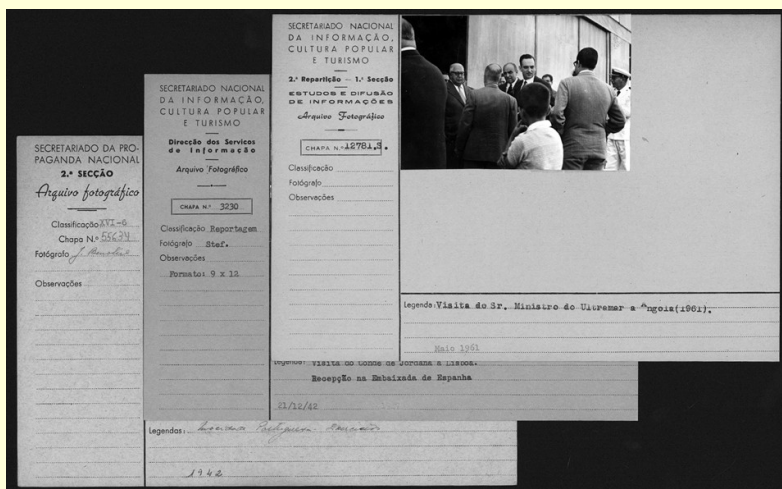 SECRETARIADO NACIONAL
DA INFORMAÇÃO,
CULTURA POPULAR
E TURISMO
2.ª Repartição — 1.ª Secção
ESTUDOS E DIFUSÃO
DE INFORMAÇÕES
Arquivo Fotográfico
CHAPA N.º 12781.S.
Classificação
Fotógrafo
Observações
Legenda: Visita do Sr. Ministro do Ultramar a Angola(1961).
Maio 1961
SECRETARIADO NACIONAL
DA INFORMAÇÃO,
CULTURA POPULAR
E TURISMO
Direcção dos Serviços
de Informação
Arquivo Fotográfico
CHAPA N.º 3230
Classificação Reportagem
Fotógrafo Stef.
Observações
Formato: 9 x 12
Legenda: Visita do Conde de Jordana a Lisboa.
Recepção na Embaixada de Espanha
21/12/42
SECRETARIADO DA PRO-
PAGANDA NACIONAL
2.ª SECÇÃO
Arquivo fotográfico
Classificação XVI-6
Chapa N.º 55634
Fotógrafo
Observações
Legendas: Mocidade Portuguesa
1942